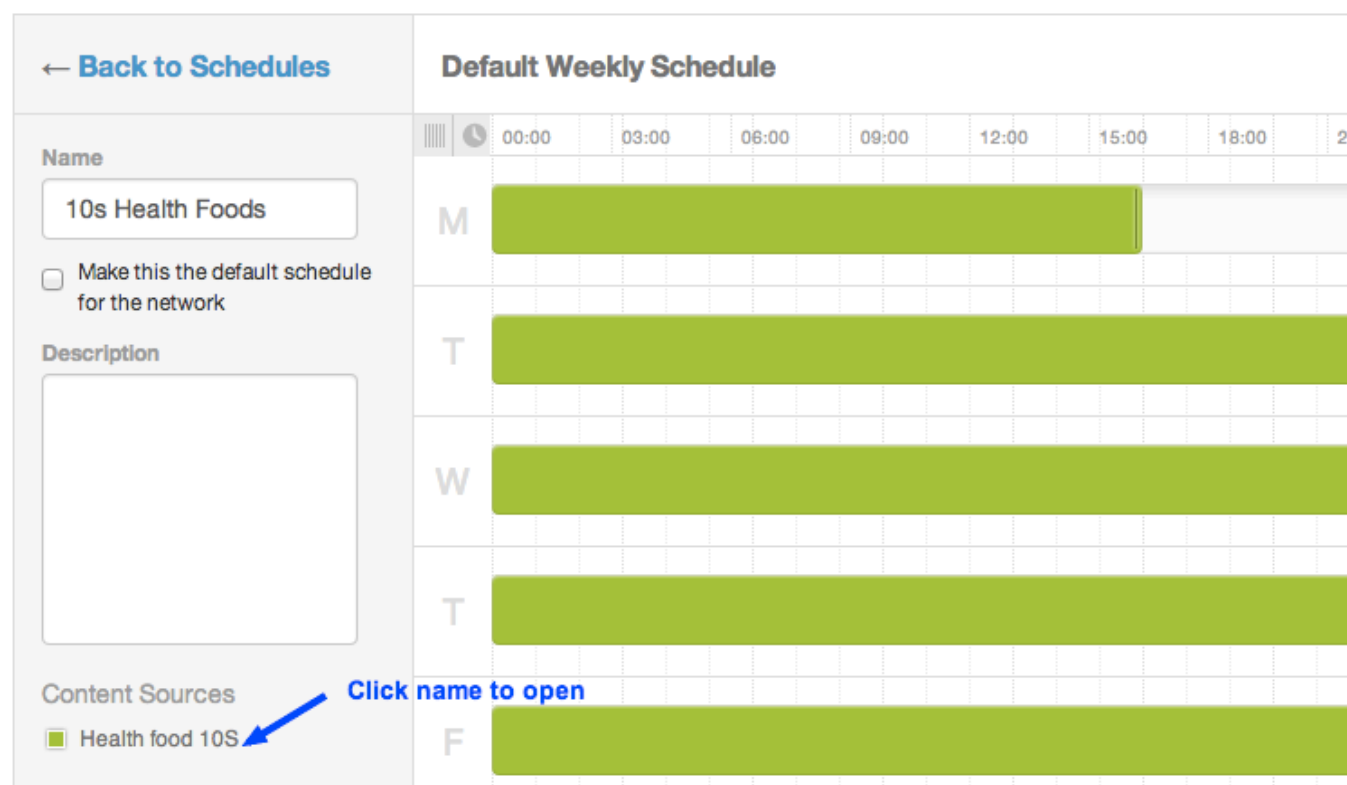 ← Back to Schedules
Default Weekly Schedule
00:00 03:00 06:00 09:00 12:00 15:00 18:00 2
Name
10s Health Foods
Make this the default schedule
for the network
Description
M
T
W
T
F
Content Sources
Click name to open
Health food 10S